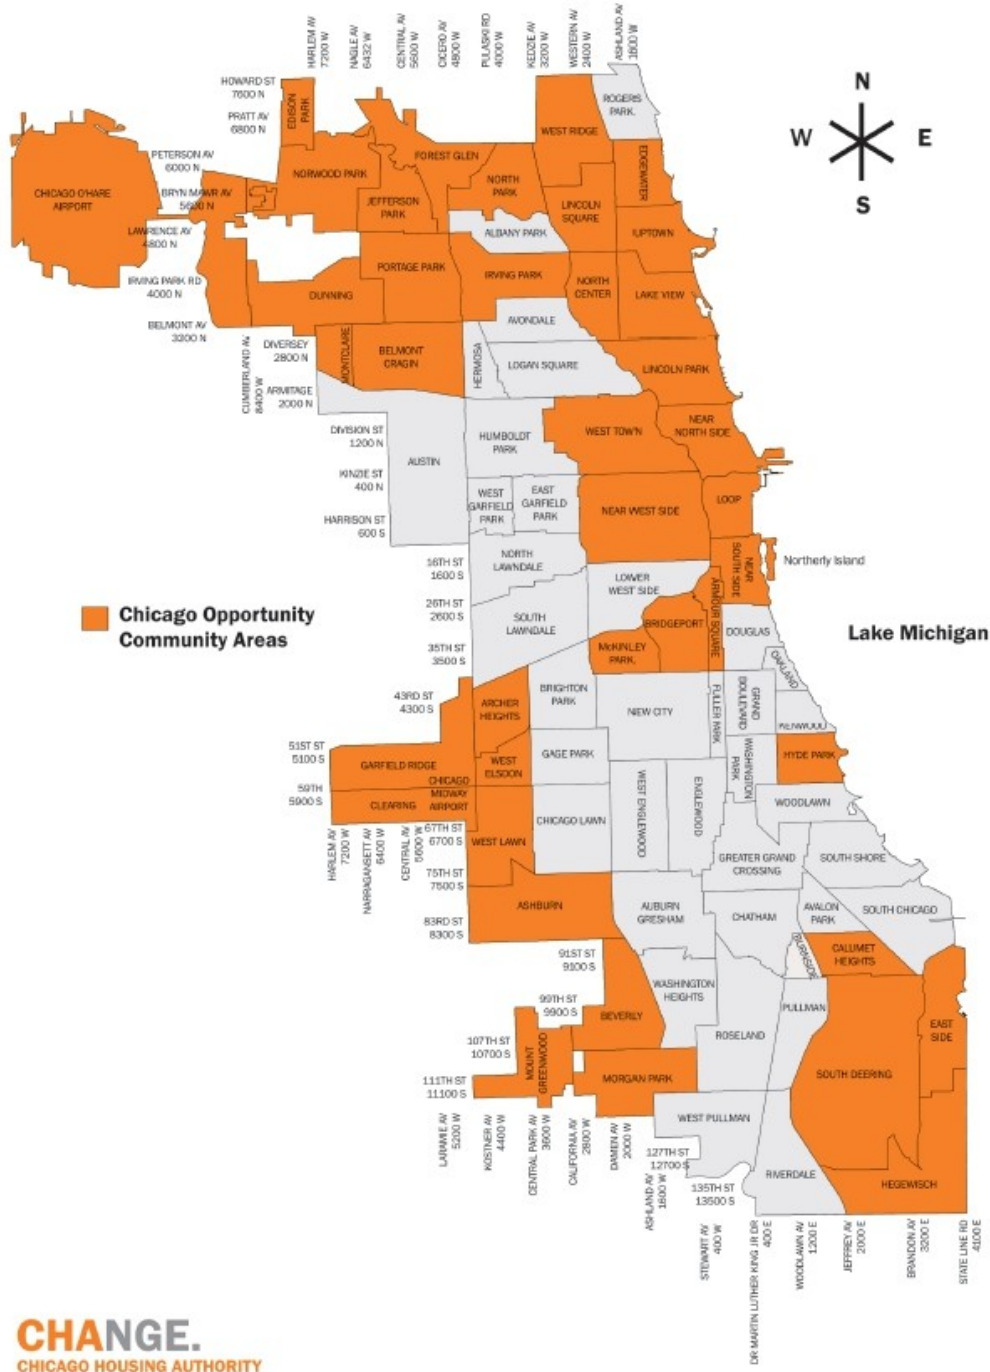 HARLEM AV
7200 W
NAGLE AV
6432 W
CENTRAL AV
5600 W
CICERO AV
4800 W
PULASKI RD
4000 W
KEDZIE AV
3200 W
WESTERN AV
2400 W
ASHLAND AV
1600 W
HOWARD ST
7600 N
PRATT AV
6800 N
PETERSON AV
6000 N
BRYN MAWR AV
5600 N
LAWRENCE AV
4800 N
IRVING PARK RD
4000 N
BELMONT AV
3200 N
CUMBERLAND AV
8400 W
DIVERSEY
2800 N
ARMITAGE
2000 N
DIVISION ST
1200 N
KINZIE ST
400 N
HARRISON ST
600 S
16TH ST
1600 S
26TH ST
2600 S
35TH ST
3500 S
43RD ST
4300 S
51ST ST
5100 S
59TH
5900 S
67TH ST
6700 S
75TH ST
7500 S
83RD ST
8300 S
91ST ST
9100 S
99TH ST
9900 S
107TH ST
10700 S
111TH ST
11100 S
127TH ST
12700 S
135TH ST
13500 S
HARLEM AV
7200 W
NARRAGANSETT AV
6400 W
CENTRAL AV
5600 W
LARAMIE AV
5200 W
KOSTNER AV
4400 W
CENTRAL PARK AV
3600 W
CALIFORNIA AV
2800 W
DAMEN AV
2000 W
ASHLAND AV
1600 W
STEWART AV
400 W
DR MARTIN LUTHER KING JR DR
400 E
WOODLAWN AV
1200 E
JEFFREY AV
2000 E
BRANDON AV
3200 E
STATE LINE RD
4100 E
N
W
E
S
CHICAGO O'HARE
AIRPORT
EDISON
PARK
NORWOOD PARK
JEFFERSON
PARK
FOREST GLEN
NORTH
PARK
WEST RIDGE
ROGERS
PARK.
EDGEWATER
LINCOLN
SQUARE
ALBANY PARK
UPTOWN
PORTAGE PARK
IRVING PARK
NORTH
CENTER
LAKE VIEW
DUNNING
AVONDALE
MONTCLAIRE
BELMONT
CRAGIN
HERMOSA
LOGAN SQUARE
LINCOLN PARK
AUSTIN
HUMBOLDT
PARK
WEST TOWN
NEAR
NORTH SIDE
WEST
GARFIELD
PARK
EAST
GARFIELD
PARK
NEAR WEST SIDE
LOOP
NORTH
LAWNDALE
NEAR
SOUTH SIDE
Northerly Island
LOWER
WEST SIDE
SOUTH
LAWNDALE
ARMOUR SQUARE
BRIDGEPORT
DOUGLAS
McKINLEY
PARK.
OAKLAND
Chicago Opportunity
Community Areas
Lake Michigan
ARCHER
HEIGHTS
BRIGHTON
PARK
NEW CITY
FULLER PARK
GRAND
BOULEVARD
KENWOOD
GARFIELD RIDGE
WEST
ELSDON
GAGE PARK
WASHINGTON
PARK
HYDE PARK
CHICAGO
MIDWAY
AIRPORT
CLEARING
WEST LAWN
CHICAGO LAWN
WEST ENGLEWOOD
ENGLEWOOD
WOODLAWN
GREATER GRAND
CROSSING
SOUTH SHORE
ASHBURN
AUBURN
GRESHAM
CHATHAM
AVALON
PARK
SOUTH CHICAGO
BURNSIDE
CALUMET
HEIGHTS
WASHINGTON
HEIGHTS
BEVERLY
ROSELAND
PULLMAN
EAST
SIDE
MOUNT
GREENWOOD
MORGAN PARK
SOUTH DEERING
WEST PULLMAN
RIVERDALE
HEGEWISCH
CHANGE.
CHICAGO HOUSING AUTHORITY